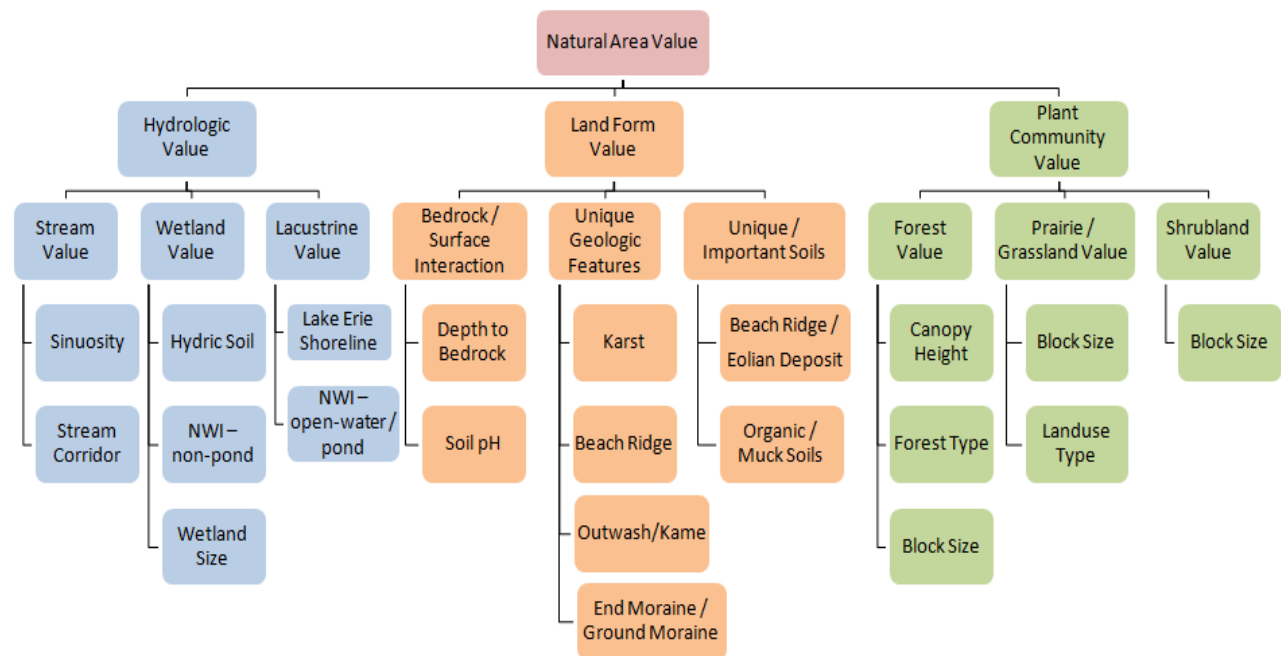 Natural Area Value
Hydrologic
Value
Land Form
Value
Plant
Community
Value
Stream
Value
Wetland
Value
Lacustrine
Value
Bedrock /
Surface
Interaction
Unique
Geologic
Features
Unique /
Important Soils
Forest
Value
Prairie /
Grassland Value
Shrubland
Value
Sinuosity
Stream
Corridor
Hydric Soil
NWI –
non-pond
Wetland
Size
Lake Erie
Shoreline
NWI –
open-water /
pond
Depth to
Bedrock
Soil pH
Karst
Beach Ridge
Outwash/Kame
End Moraine /
Ground Moraine
Beach Ridge /
Eolian Deposit
Organic /
Muck Soils
Canopy
Height
Forest Type
Block Size
Block Size
Landuse
Type
Block Size